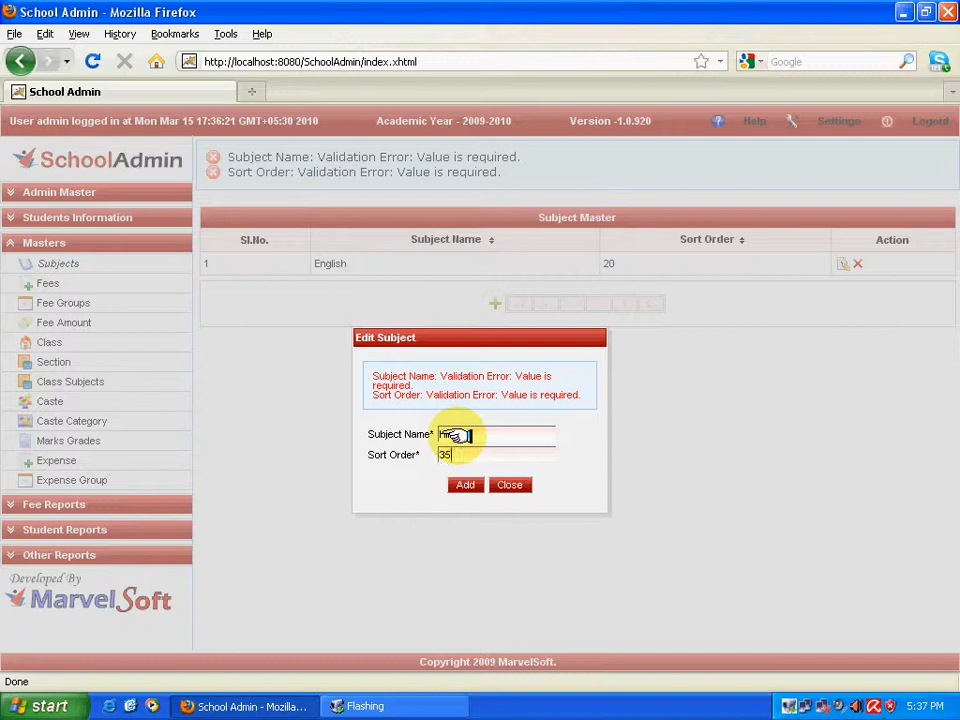 School Admin - Mozilla Firefox
File Edit View History Bookmarks Tools Help
http://localhost:8080/SchoolAdmin/index.xhtml
Google
School Admin
User admin logged in at Mon Mar 15 17:36:21 GMT+05:30 2010 Academic Year - 2009-2010 Version -1.0.920 Help Settings Logout
SchoolAdmin
Subject Name: Validation Error: Value is required.
Sort Order: Validation Error: Value is required.
Admin Master
Students Information
Masters
Subjects
Fees
Fee Groups
Fee Amount
Class
Section
Class Subjects
Caste
Caste Category
Marks Grades
Expense
Expense Group
Fee Reports
Student Reports
Other Reports
Developed By
MarvelSoft
Subject Master
Sl.No. Subject Name Sort Order Action
1 English 20
Edit Subject
Subject Name: Validation Error: Value is
required.
Sort Order: Validation Error: Value is required.
Subject Name*
Sort Order* 35
Add Close
Copyright 2009 MarvelSoft.
Done
start School Admin - Mozilla... Flashing 5:37 PM